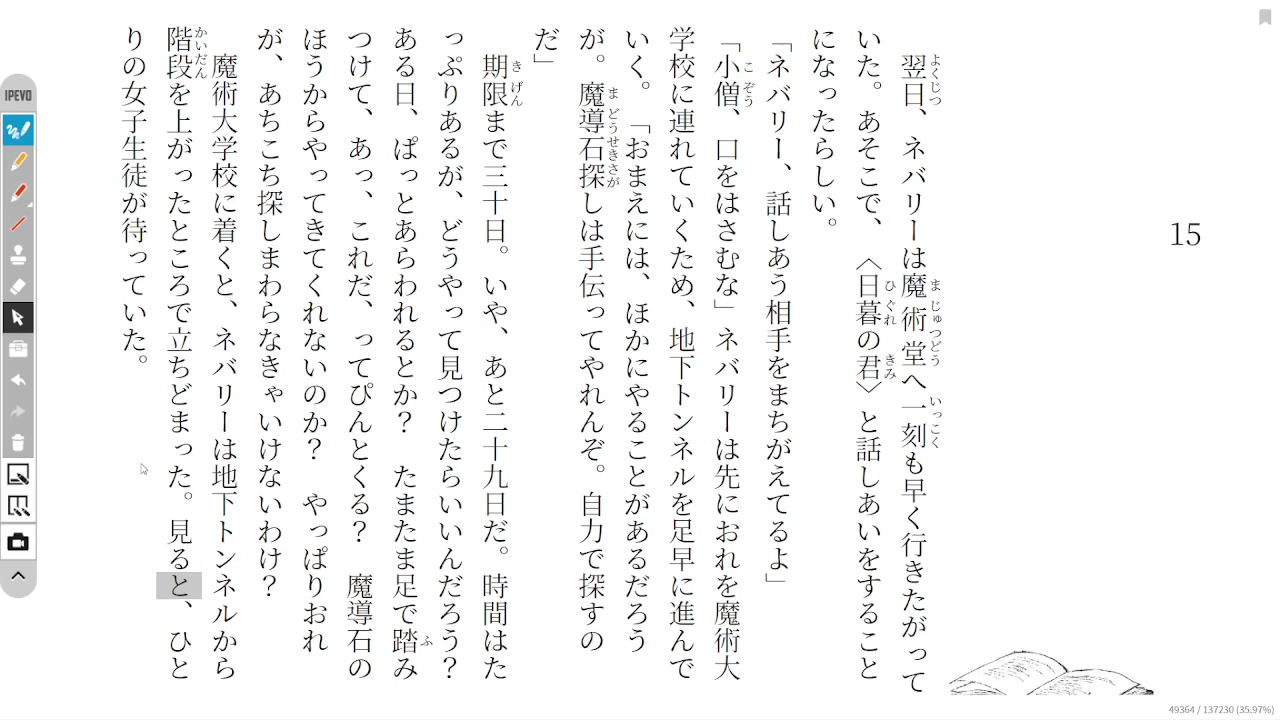 15
翌日、ネバリーは魔術堂へ一刻も早く行きたがって
いた。あそこで、〈日暮の君〉と話しあいをすること
になったらしい。
「ネバリー、話しあう相手をまちがえてるよ」
「小僧、口をはさむな」ネバリーは先におれを魔術大
学校に連れていくため、地下トンネルを足早に進んで
いく。「おまえには、ほかにやることがあるだろう
が。魔導石探しは手伝ってやれんぞ。自力で探すの
だ」
期限まで三十日。いや、あと二十九日だ。時間はた
っぷりあるが、どうやって見つけたらいいんだろう？
ある日、ぱっとあらわれるとか？　たまたま足で踏み
つけて、あっ、これだ、ってぴんとくる？　魔導石の
ほうからやってきてくれないのか？　やっぱりおれ
が、あちこち探しまわらなきゃいけないわけ？
魔術大学校に着くと、ネバリーは地下トンネルから
階段を上がったところで立ちどまった。見ると、ひと
りの女子生徒が待っていた。
IPEVO
49364 / 137230 (35.97%)